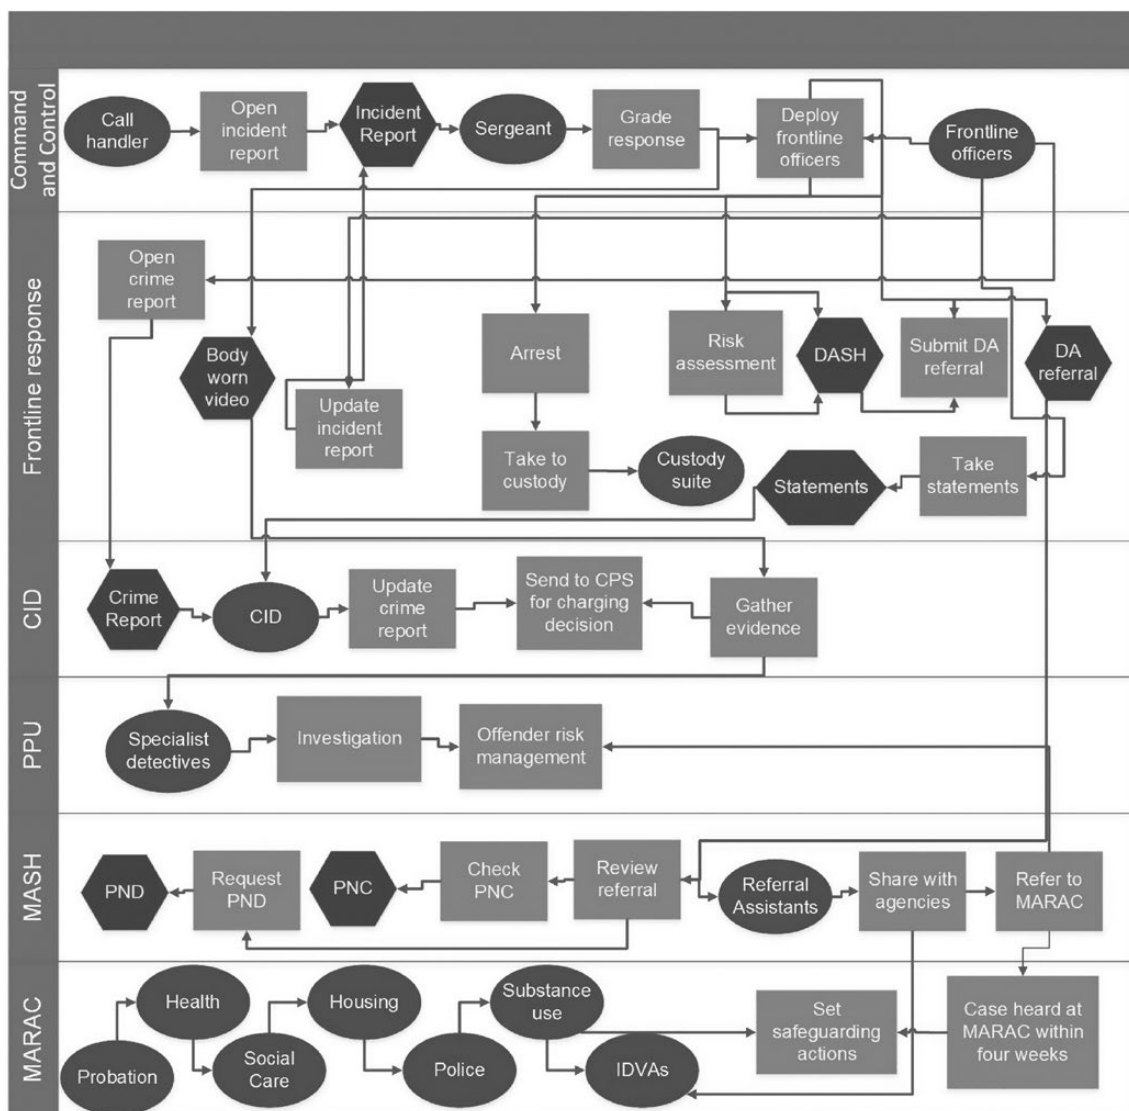 Command
and Control
Call
handler
Open
incident
report
Incident
Report
Sergeant
Grade
response
Deploy
frontline
officers
Frontline
officers
Frontline response
Open
crime
report
Body
worn
video
Update
incident
report
Arrest
Take to
custody
Custody
suite
Risk
assessment
DASH
Submit DA
referral
DA
referral
Statements
Take
statements
CID
Crime
Report
CID
Update
crime
report
Send to CPS
for charging
decision
Gather
evidence
PPU
Specialist
detectives
Investigation
Offender risk
management
MASH
PND
Request
PND
PNC
Check
PNC
Review
referral
Referral
Assistants
Share with
agencies
Refer to
MARAC
MARAC
Probation
Health
Social
Care
Housing
Police
Substance
use
IDVAs
Set
safeguarding
actions
Case heard at
MARAC within
four weeks